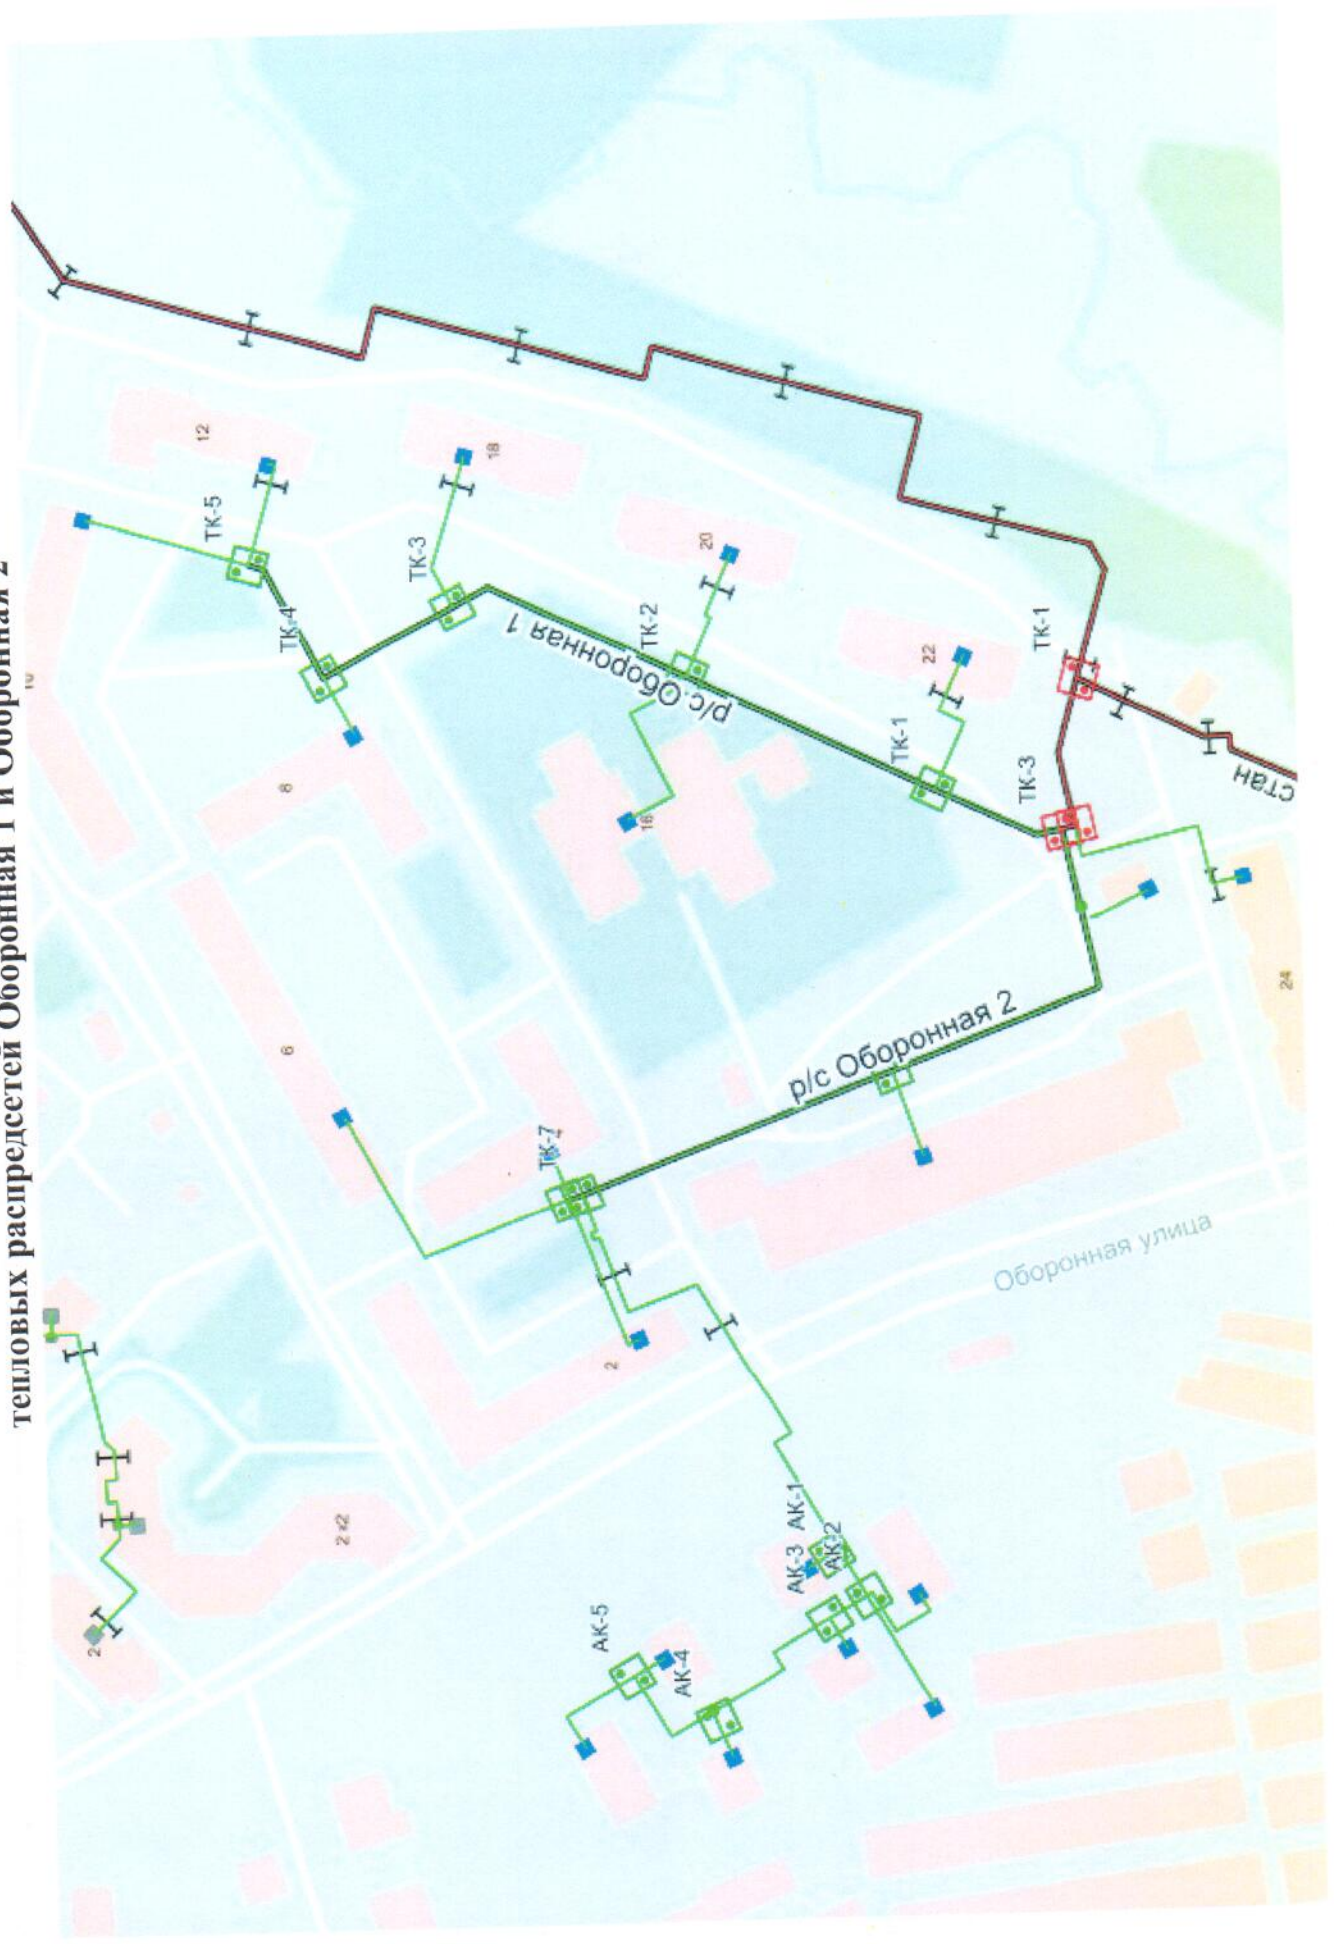 тепловых распредсетей Оборонная 1 и Оборонная 2
12
ТК-5
18
ТК-3
ТК-4
20
ТК-2
р/с.Оборонная 1
22
ТК-1
ТК-1
ТК-3
стан
8
16
6
24
р/с Оборонная 2
ТК-7
4
Оборонная улица
2
2 к2
2
АК-1
АК-2
АК-3
АК-5
АК-4